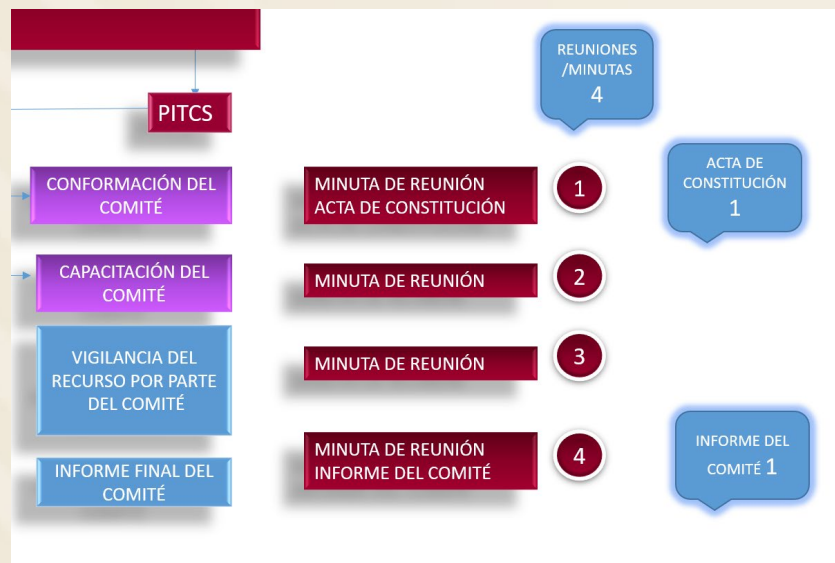 REUNIONES
/MINUTAS
4
PITCS
CONFORMACIÓN DEL
COMITÉ
MINUTA DE REUNIÓN
ACTA DE CONSTITUCIÓN
1
ACTA DE
CONSTITUCIÓN
1
CAPACITACIÓN DEL
COMITÉ
MINUTA DE REUNIÓN
2
VIGILANCIA DEL
RECURSO POR PARTE
DEL COMITÉ
MINUTA DE REUNIÓN
3
INFORME FINAL DEL
COMITÉ
MINUTA DE REUNIÓN
INFORME DEL COMITÉ
4
INFORME DEL
COMITÉ 1